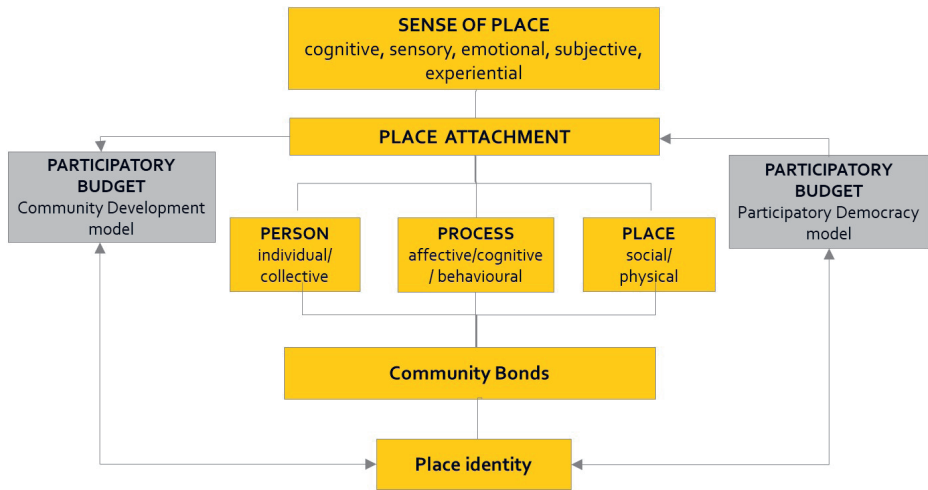 SENSE OF PLACE
cognitive, sensory, emotional, subjective,
experiential
PLACE ATTACHMENT
PARTICIPATORY
BUDGET
Community Development
model
PARTICIPATORY
BUDGET
Participatory Democracy
model
PERSON
individual/
collective
PROCESS
affective/cognitive
/ behavioural
PLACE
social/
physical
Community Bonds
Place identity